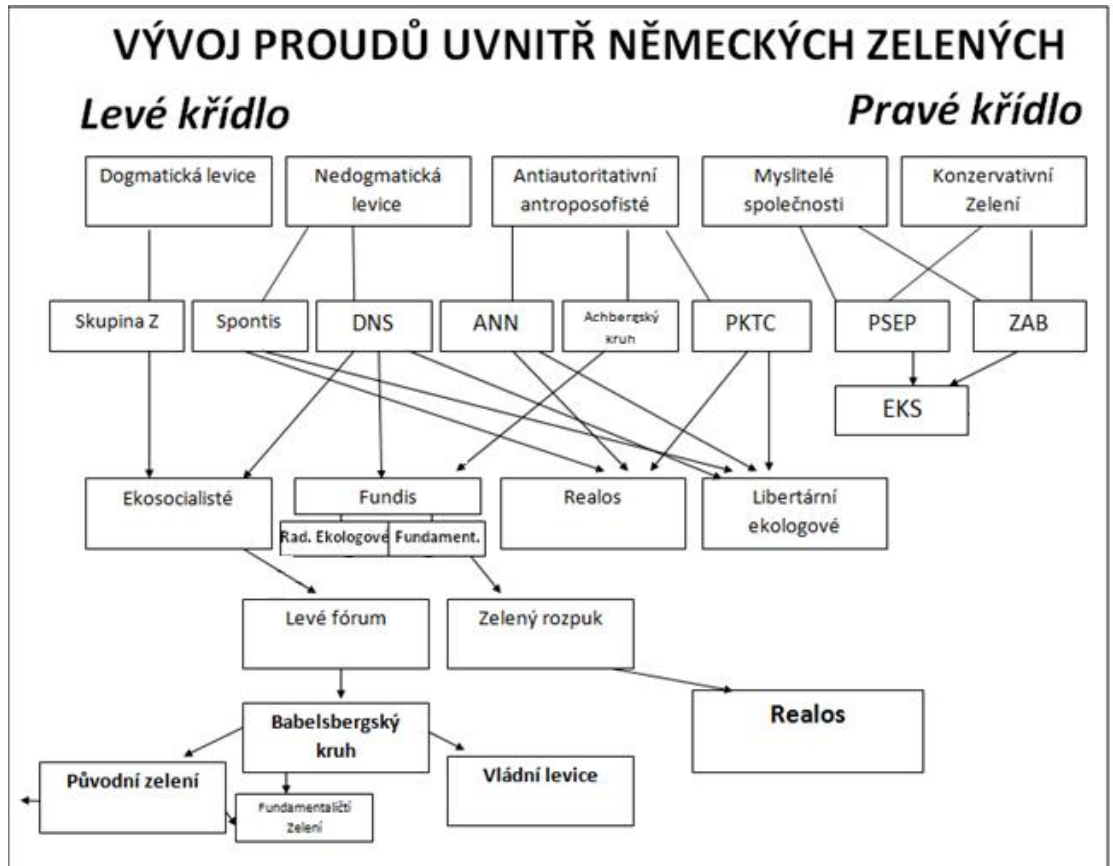 VÝVOJ PROUDŮ UVNITŘ NĚMECKÝCH ZELENÝCH
Levé křídlo
Pravé křídlo
Dogmatická levice
Nedogmatická
levice
Antiautoritativní
antroposofisté
Myslitelé
společnosti
Konzervativní
Zelení
Skupina Z
Spontis
DNS
ANN
Achbergský
kruh
PKTC
PSEP
ZAB
EKS
Ekosocialisté
Fundis
Rad. Ekologové
Fundament.
Realos
Libertární
ekologové
Levé fórum
Zelený rozpuk
Realos
Babelsbergský
kruh
Původní zelení
Fundamentaličtí
Zelení
Vládní levice